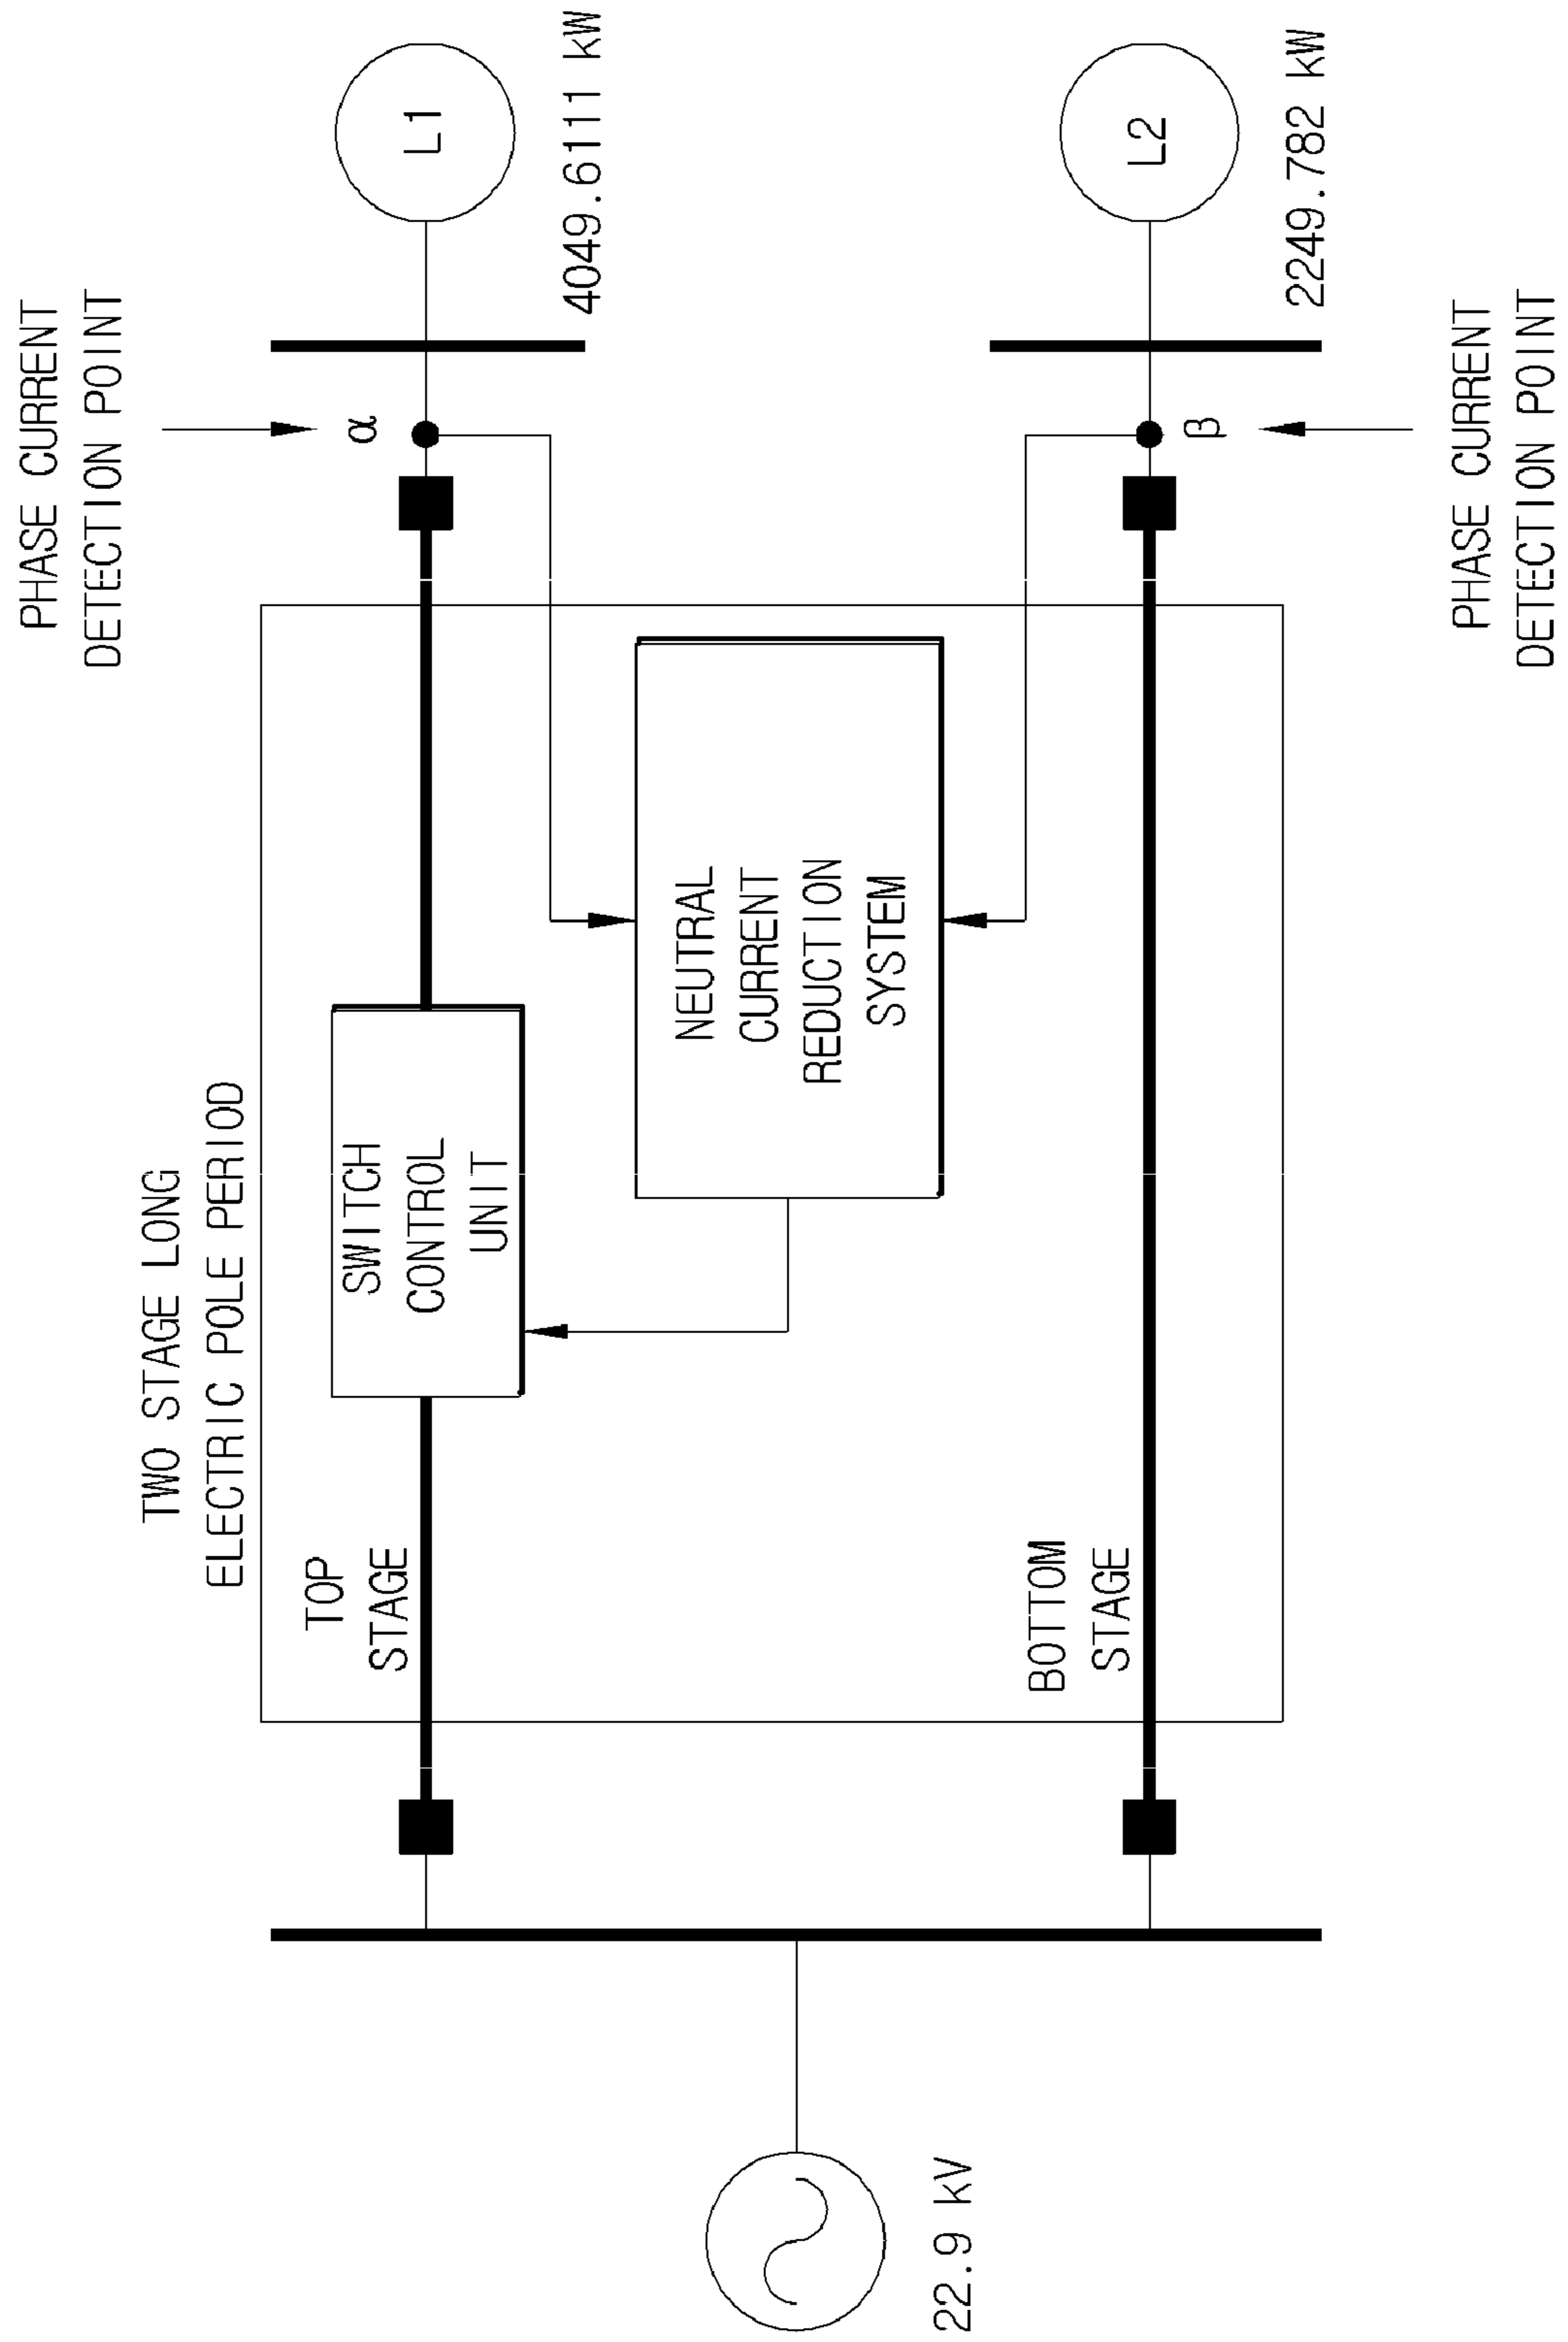 TWO STAGE LONG
ELECTRIC POLE PERIOD
PHASE CURRENT
DETECTION POINT
TOP
STAGE
SWITCH
CONTROL
UNIT
α
L1
4049.6111 kW
NEUTRAL
CURRENT
REDUCTION
SYSTEM
22.9 kV
BOTTOM
STAGE
β
L2
2249.782 kW
PHASE CURRENT
DETECTION POINT